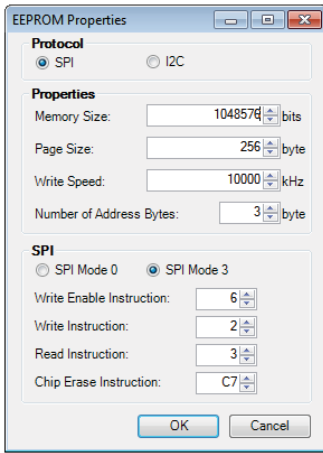 EEPROM Properties
Protocol
SPI I2C
Properties
Memory Size: 1048576 bits
Page Size: 256 byte
Write Speed: 10000 kHz
Number of Address Bytes: 3 byte
SPI
SPI Mode 0 SPI Mode 3
Write Enable Instruction: 6
Write Instruction: 2
Read Instruction: 3
Chip Erase Instruction: C7
OK Cancel